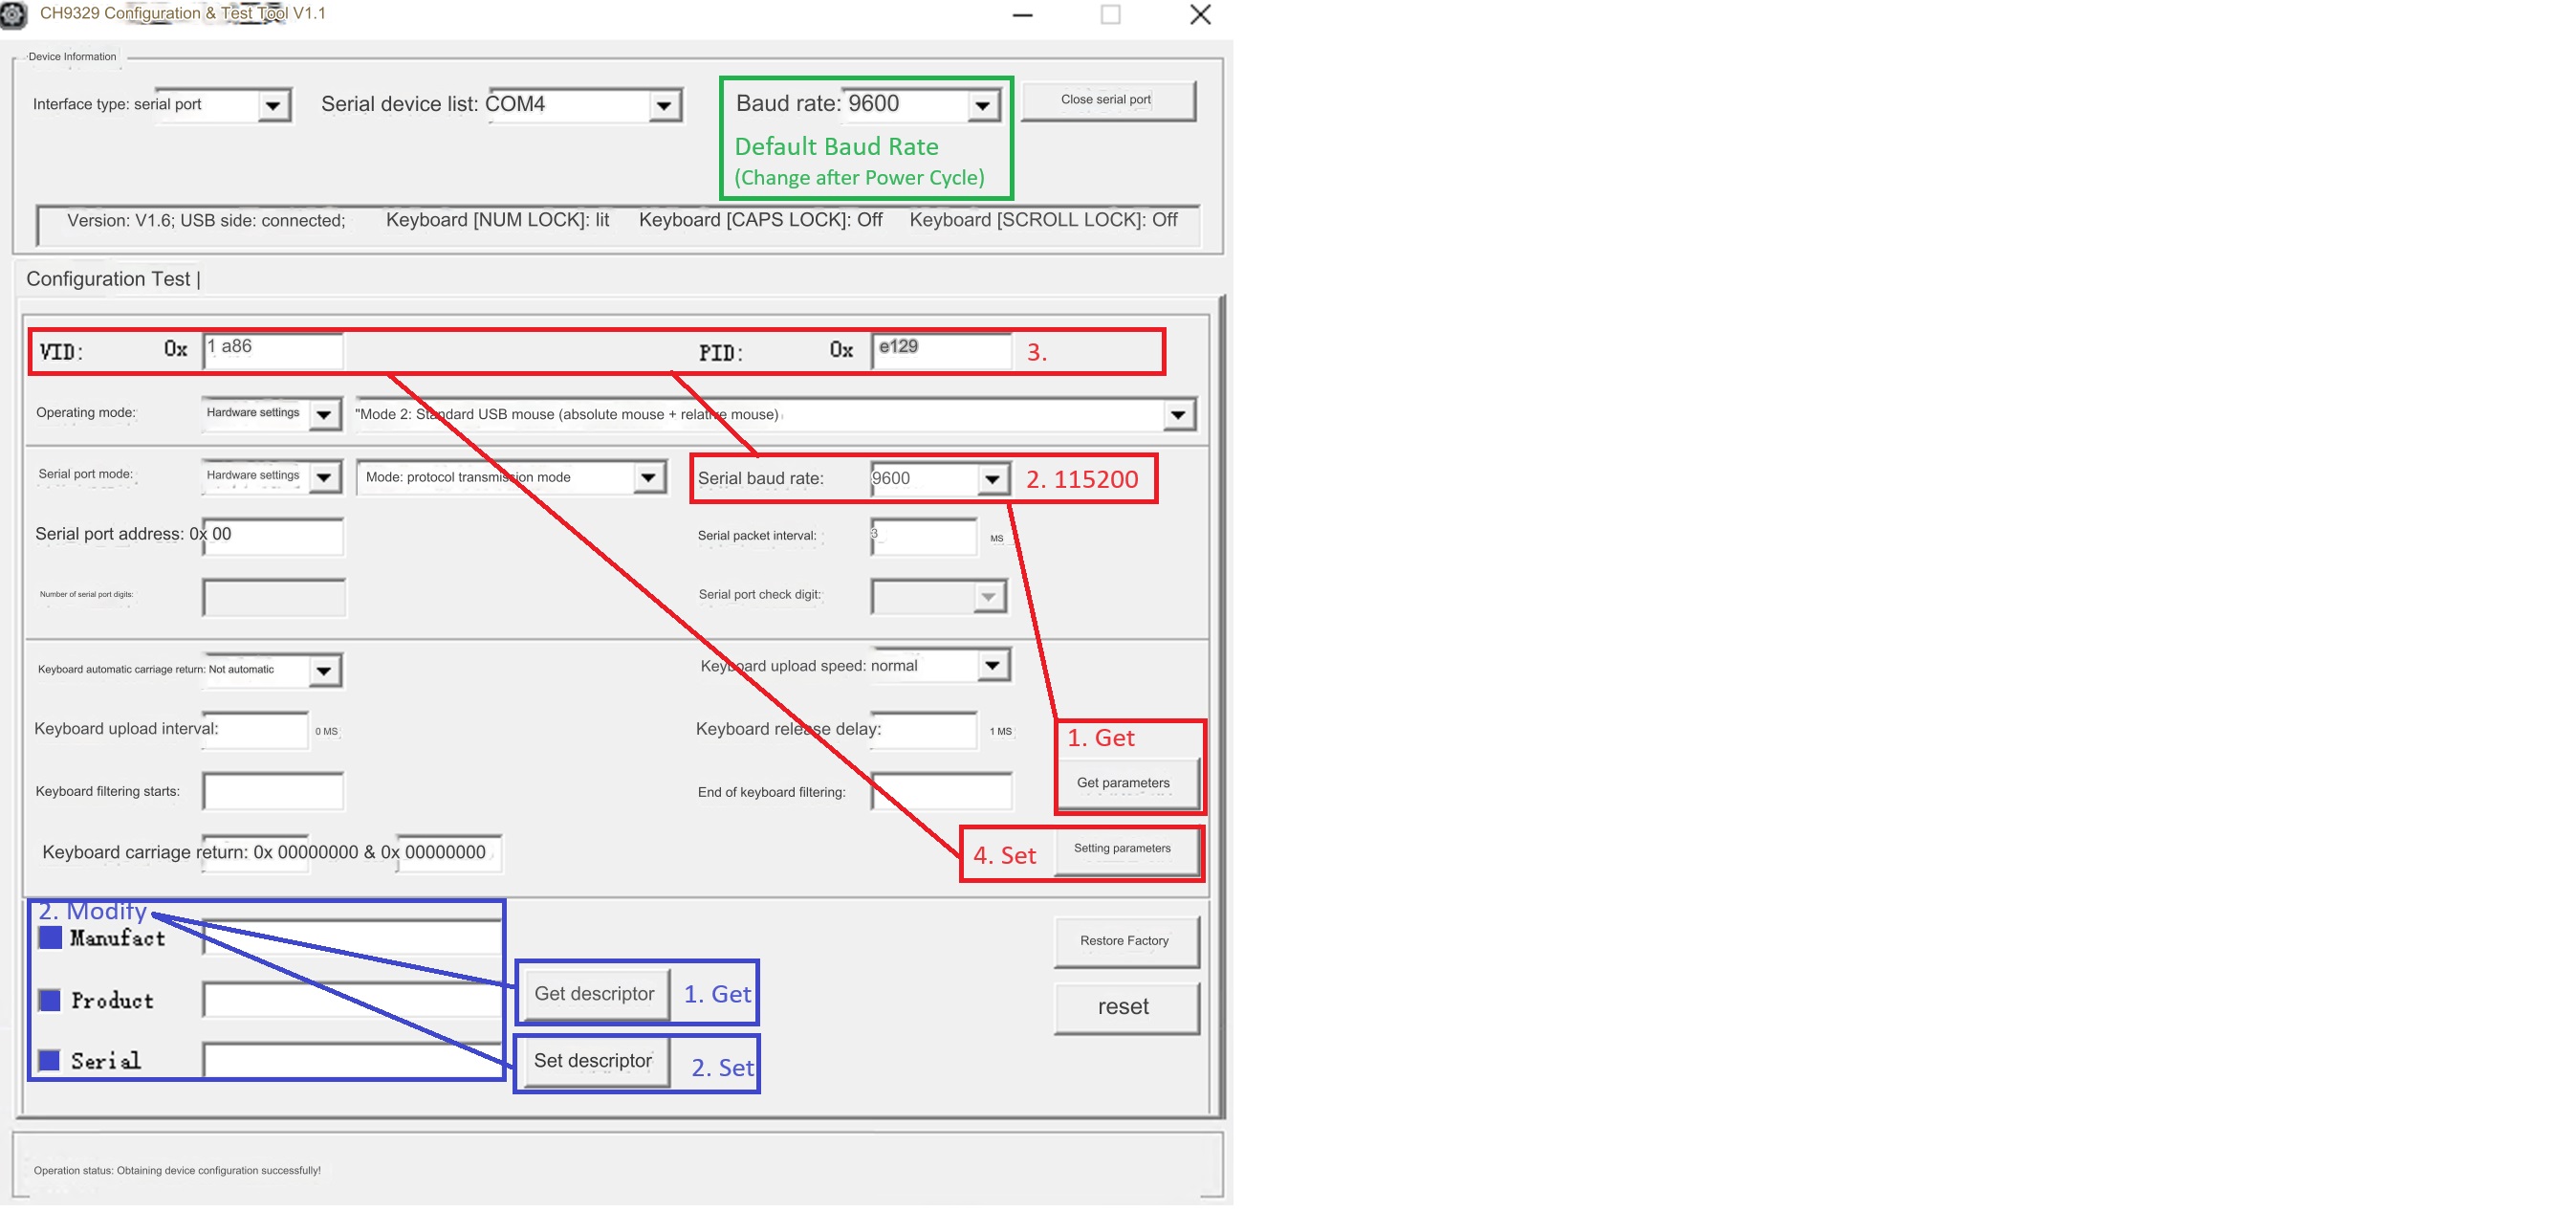 CH9329 Configuration & Test Tool V1.1
Device Information
Interface type: serial port
Serial device list: COM4
Baud rate: 9600
Close serial port
Default Baud Rate
(Change after Power Cycle)
Version: V1.6; USB side: connected;
Keyboard [NUM LOCK]: lit
Keyboard [CAPS LOCK]: Off
Keyboard [SCROLL LOCK]: Off
Configuration Test |
VID: 0x 1 a86
PID: 0x e129
3.
Operating mode: Hardware settings
"Mode 2: Standard USB mouse (absolute mouse + relative mouse)
Serial port mode: Hardware settings
Mode: protocol transmission mode
Serial baud rate: 9600
2. 115200
Serial port address: 0x 00
Serial packet interval: 3 MS
Number of serial port digits:
Serial port check digit:
Keyboard automatic carriage return: Not automatic
Keyboard upload speed: normal
Keyboard upload interval: 0 MS
Keyboard release delay: 1 MS
1. Get
Get parameters
Keyboard filtering starts:
End of keyboard filtering:
Keyboard carriage return: 0x 00000000 & 0x 00000000
4. Set
Setting parameters
2. Modify
Manufact
Product
Serial
Get descriptor
1. Get
Set descriptor
2. Set
Restore Factory
reset
Operation status: Obtaining device configuration successfully!